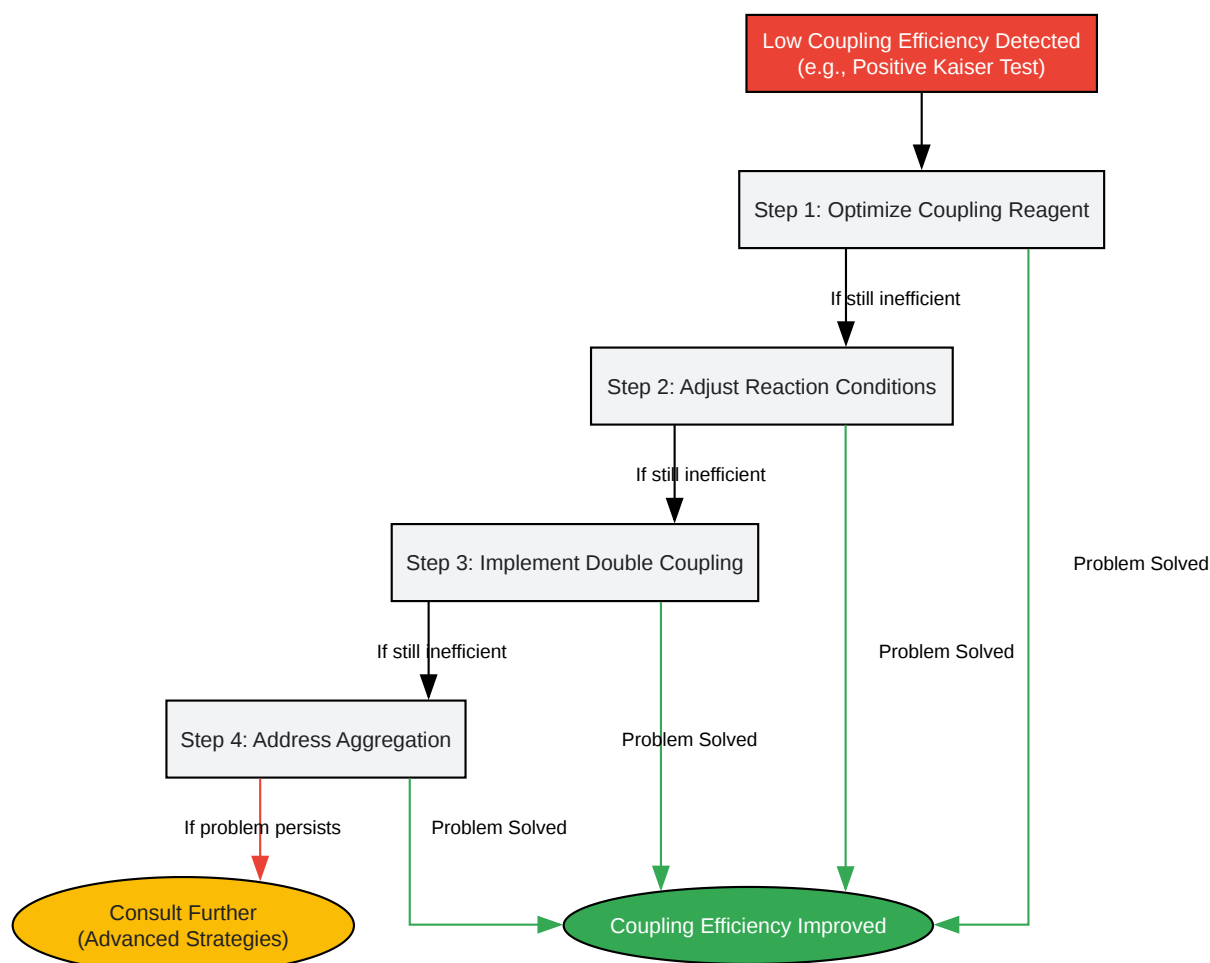 Low Coupling Efficiency Detected
(e.g., Positive Kaiser Test)
Step 1: Optimize Coupling Reagent
If still inefficient
Step 2: Adjust Reaction Conditions
If still inefficient
Step 3: Implement Double Coupling
Problem Solved
If still inefficient
Problem Solved
Step 4: Address Aggregation
Problem Solved
If problem persists
Problem Solved
Consult Further
(Advanced Strategies)
Coupling Efficiency Improved